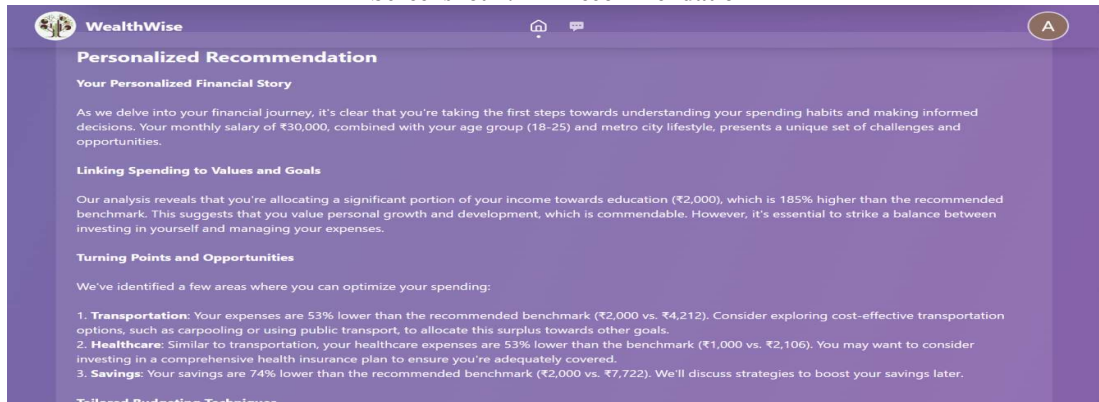 WealthWise
A
Personalized Recommendation
Your Personalized Financial Story
As we delve into your financial journey, it's clear that you're taking the first steps towards understanding your spending habits and making informed
decisions. Your monthly salary of ₹30,000, combined with your age group (18-25) and metro city lifestyle, presents a unique set of challenges and
opportunities.
Linking Spending to Values and Goals
Our analysis reveals that you're allocating a significant portion of your income towards education (₹2,000), which is 185% higher than the recommended
benchmark. This suggests that you value personal growth and development, which is commendable. However, it's essential to strike a balance between
investing in yourself and managing your expenses.
Turning Points and Opportunities
We've identified a few areas where you can optimize your spending:
1. Transportation: Your expenses are 53% lower than the recommended benchmark (₹2,000 vs. ₹4,212). Consider exploring cost-effective transportation
options, such as carpooling or using public transport, to allocate this surplus towards other goals.
2. Healthcare: Similar to transportation, your healthcare expenses are 53% lower than the benchmark (₹1,000 vs. ₹2,106). You may want to consider
investing in a comprehensive health insurance plan to ensure you're adequately covered.
3. Savings: Your savings are 74% lower than the recommended benchmark (₹2,000 vs. ₹7,722). We'll discuss strategies to boost your savings later.
Tailored Budgeting Techniques